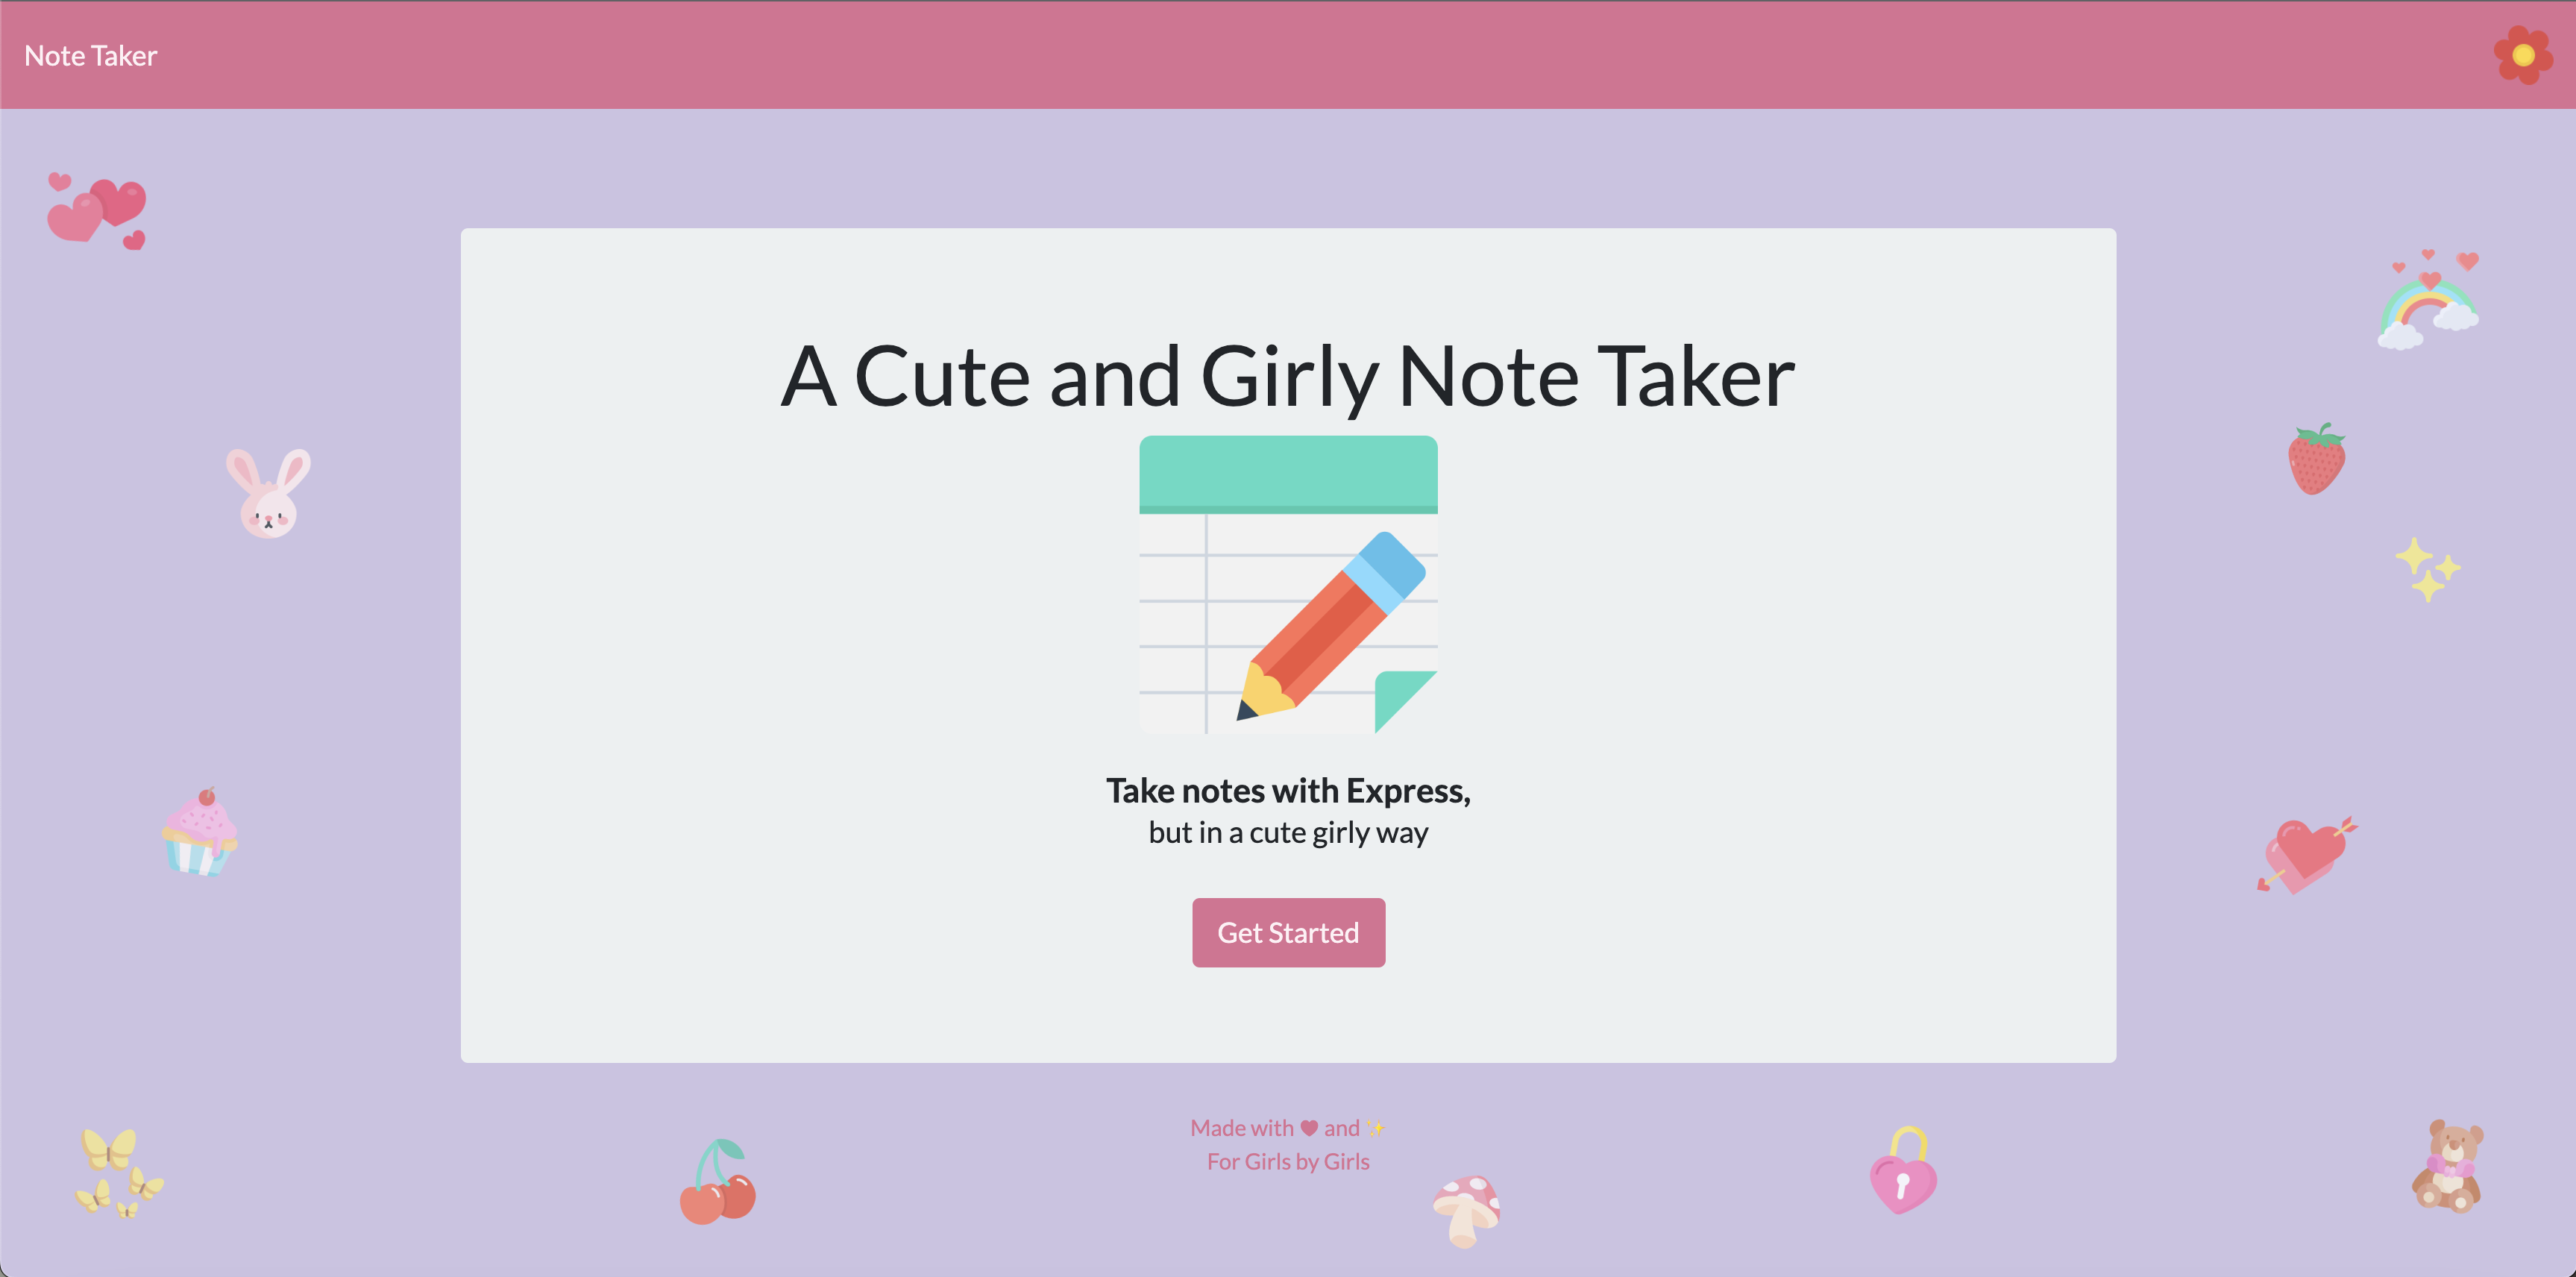 Note Taker
A Cute and Girly Note Taker
Take notes with Express,
but in a cute girly way
Get Started
Made with ❤ and ✨
For Girls by Girls